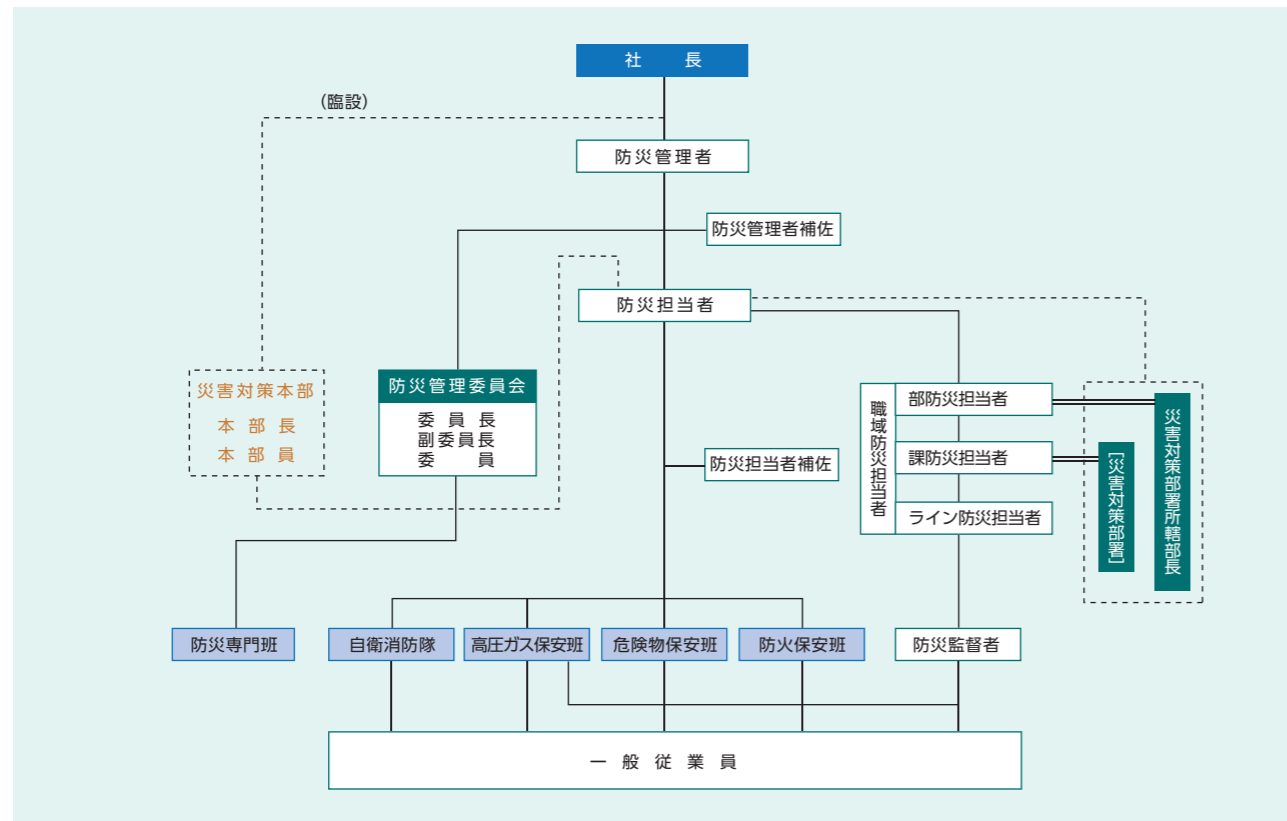 社　長
（臨設）
防災管理者
防災管理者補佐
防災担当者
災害対策本部
本部長
本部員
防災管理委員会
委員長
副委員長
委　員
防災担当者補佐
職域防災担当者
部防災担当者
課防災担当者
ライン防災担当者
［災害対策部署］
災害対策部署所轄部長
防災専門班
自衛消防隊
高圧ガス保安班
危険物保安班
防火保安班
防災監督者
一般従業員